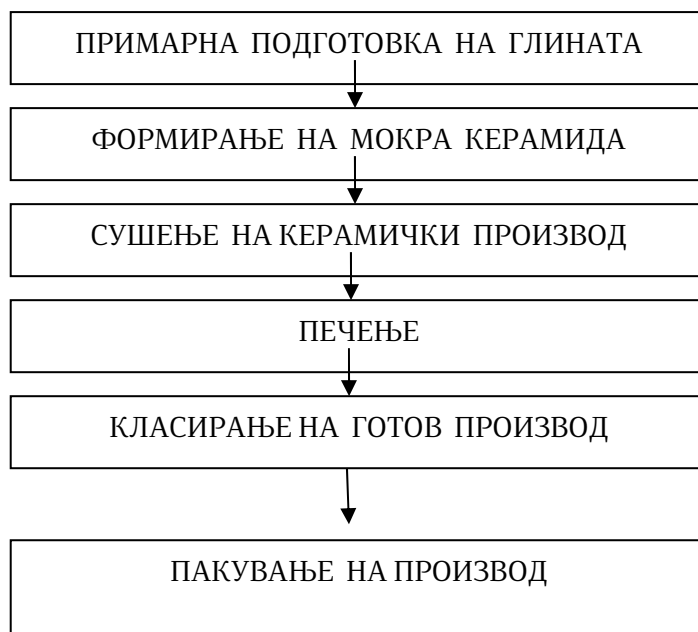 ПРИМАРНА ПОДГОТОВКА НА ГЛИНАТА
ФОРМИРАЊЕ НА МОКРА КЕРАМИДА
СУШЕЊЕ НА КЕРАМИЧКИ ПРОИЗВОД
ПЕЧЕЊЕ
КЛАСИРАЊЕ НА ГОТОВ ПРОИЗВОД
ПАКУВАЊЕ НА ПРОИЗВОД